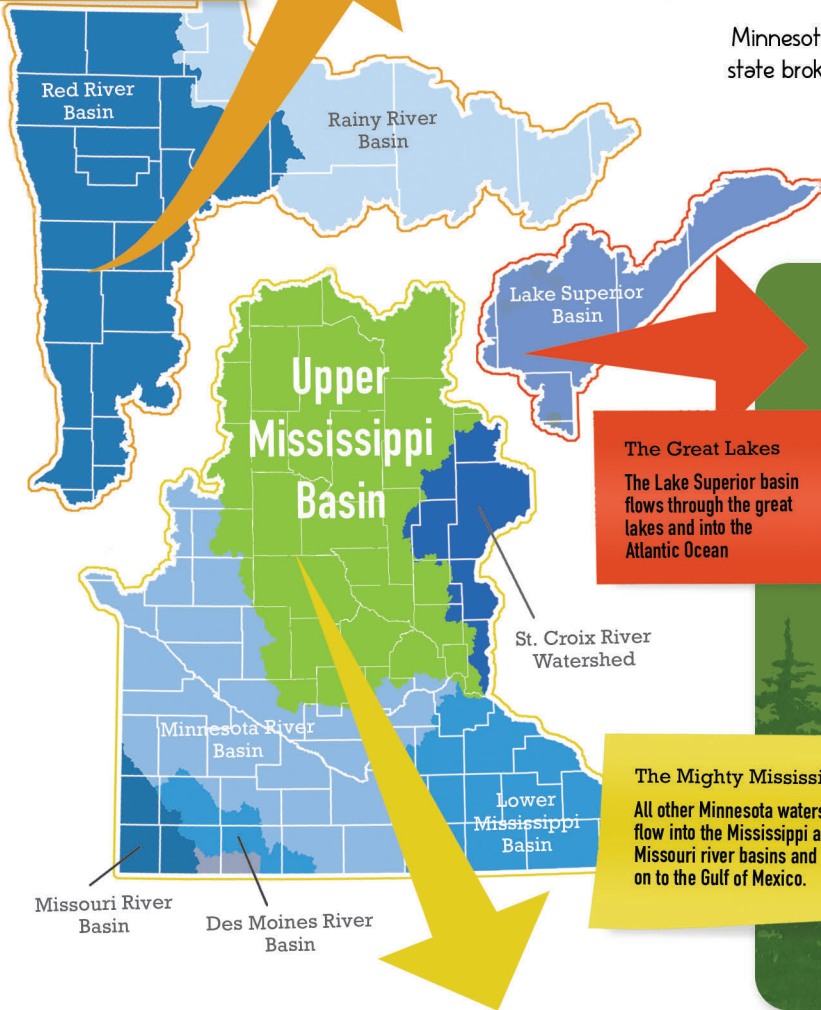 Minnesot
state brok
Red River
Basin
Rainy River
Basin
Lake Superior
Basin
Upper
Mississippi
Basin
The Great Lakes
The Lake Superior basin
flows through the great
lakes and into the
Atlantic Ocean
St. Croix River
Watershed
Minnesota River
Basin
The Mighty Mississi
All other Minnesota waters
flow into the Mississippi a
Missouri river basins and
on to the Gulf of Mexico.
Lower
Mississippi
Basin
Missouri River
Basin
Des Moines River
Basin